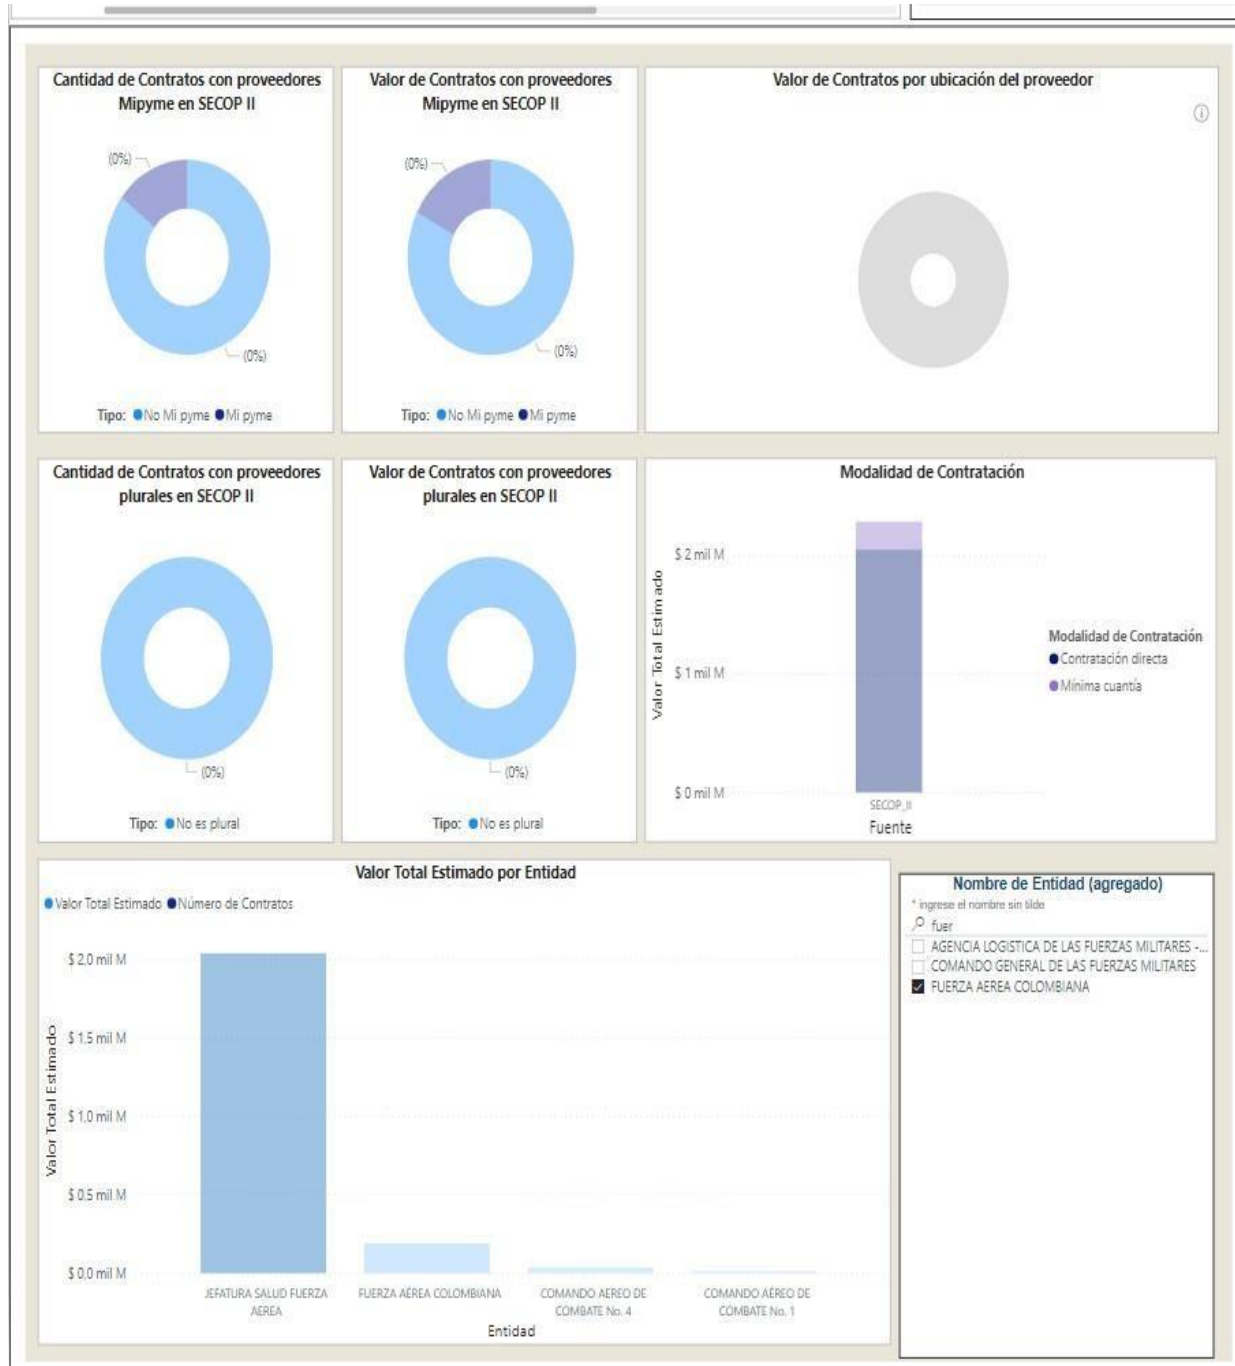 Cantidad de Contratos con proveedores
Mipyme en SECOP II
(0%)
(0%)
Tipo: No Mi pyme Mi pyme
Valor de Contratos con proveedores
Mipyme en SECOP II
(0%)
(0%)
Tipo: No Mi pyme Mi pyme
Valor de Contratos por ubicación del proveedor
Cantidad de Contratos con proveedores
plurales en SECOP II
(0%)
Tipo: No es plural
Valor de Contratos con proveedores
plurales en SECOP II
(0%)
Tipo: No es plural
Modalidad de Contratación
Valor Total Estimado
$ 2 mil M
$ 1 mil M
$ 0 mil M
SECOP_II
Fuente
Modalidad de Contratación
Contratación directa
Mínima cuantía
Valor Total Estimado por Entidad
Valor Total Estimado Número de Contratos
Valor Total Estimado
$ 2,0 mil M
$ 1,5 mil M
$ 1,0 mil M
$ 0,5 mil M
$ 0,0 mil M
JEFATURA SALUD FUERZA
AEREA
FUERZA AÉREA COLOMBIANA
COMANDO AEREO DE
COMBATE No. 4
COMANDO AÉREO DE
COMBATE No. 1
Entidad
Nombre de Entidad (agregado)
* ingrese el nombre sin tilde
fuer
AGENCIA LOGISTICA DE LAS FUERZAS MILITARES -...
COMANDO GENERAL DE LAS FUERZAS MILITARES
FUERZA AEREA COLOMBIANA